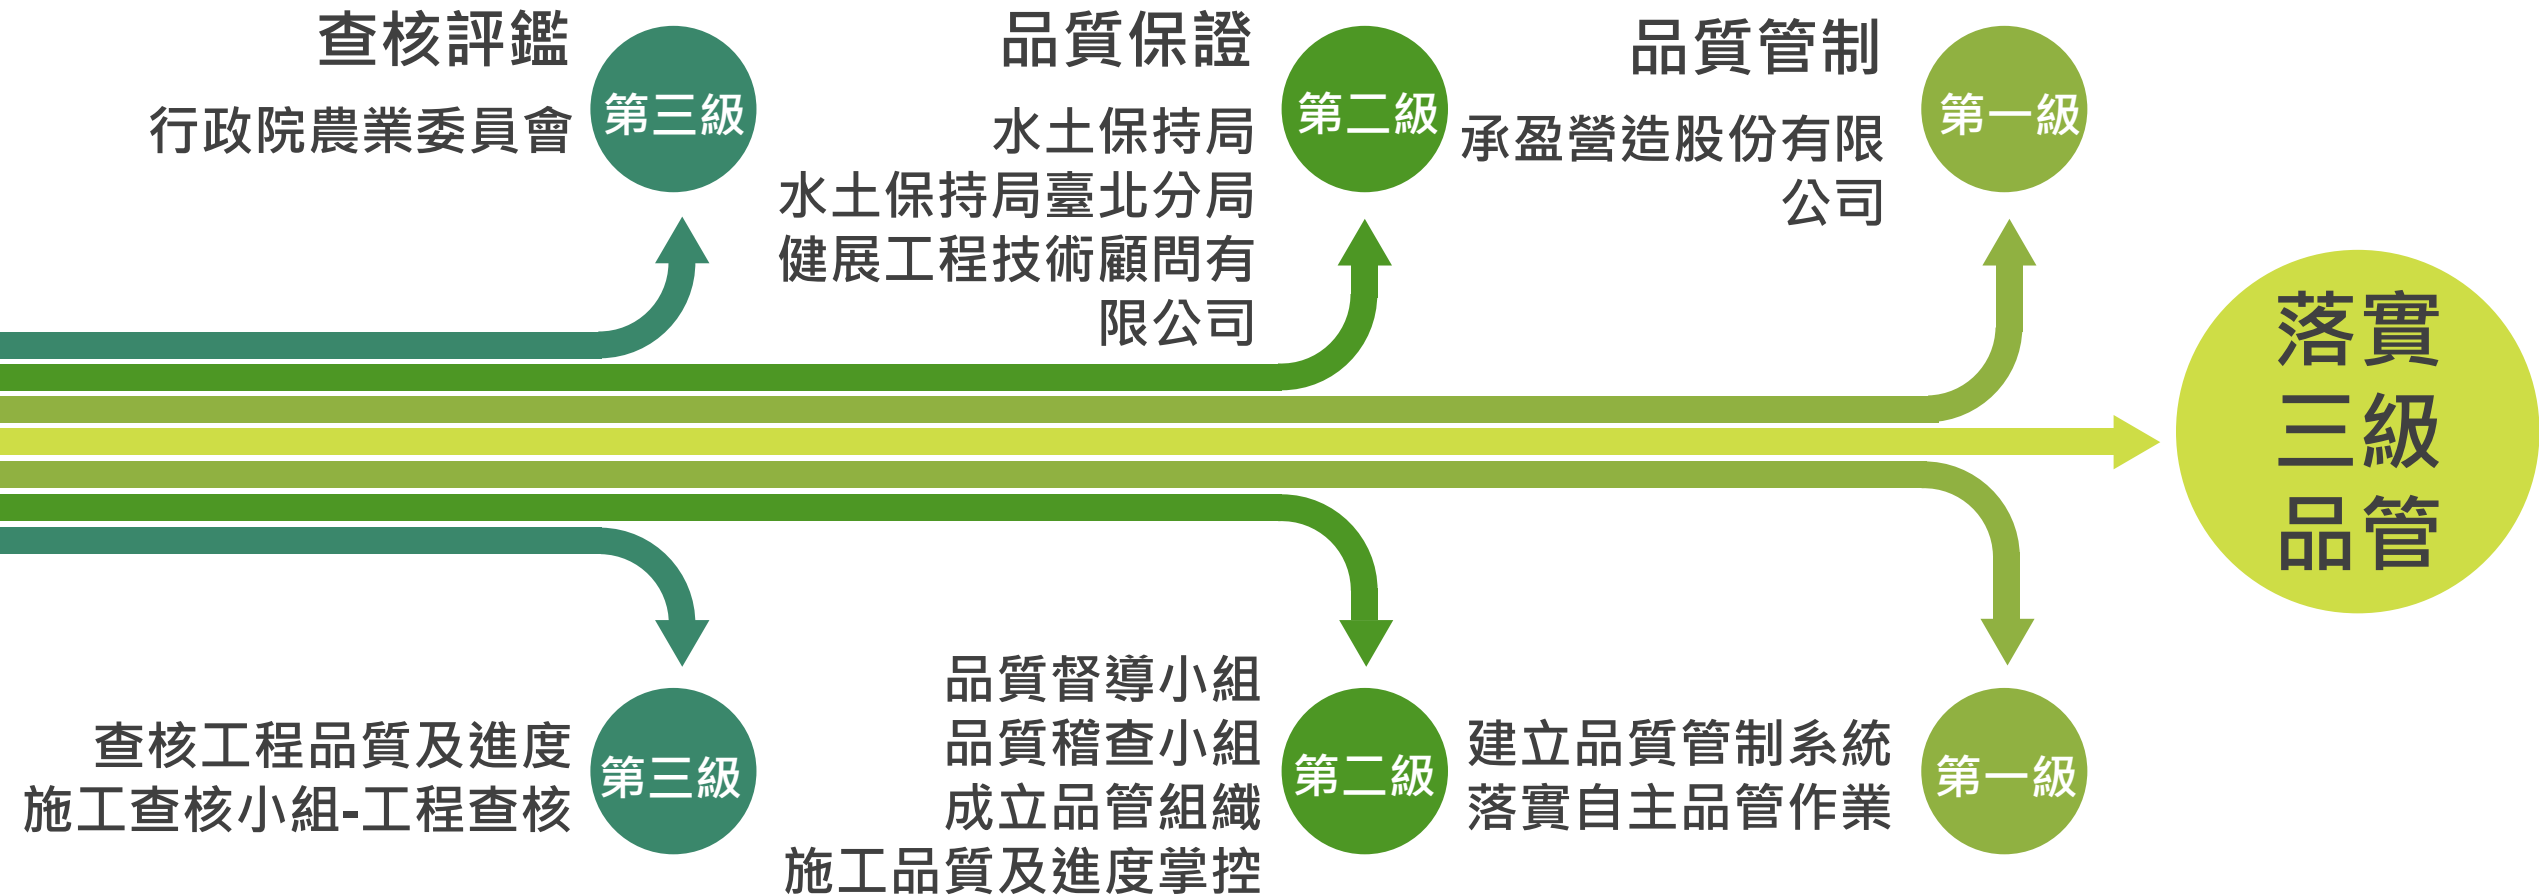 查核評鑑
行政院農業委員會
第三級
品質保證
水土保持局
水土保持局臺北分局
健展工程技術顧問有
限公司
第二級
品質管制
承盈營造股份有限
公司
第一級
落實
三級
品管
查核工程品質及進度
施工查核小組-工程查核
第三級
品質督導小組
品質稽查小組
成立品管組織
施工品質及進度掌控
第二級
建立品質管制系統
落實自主品管作業
第一級